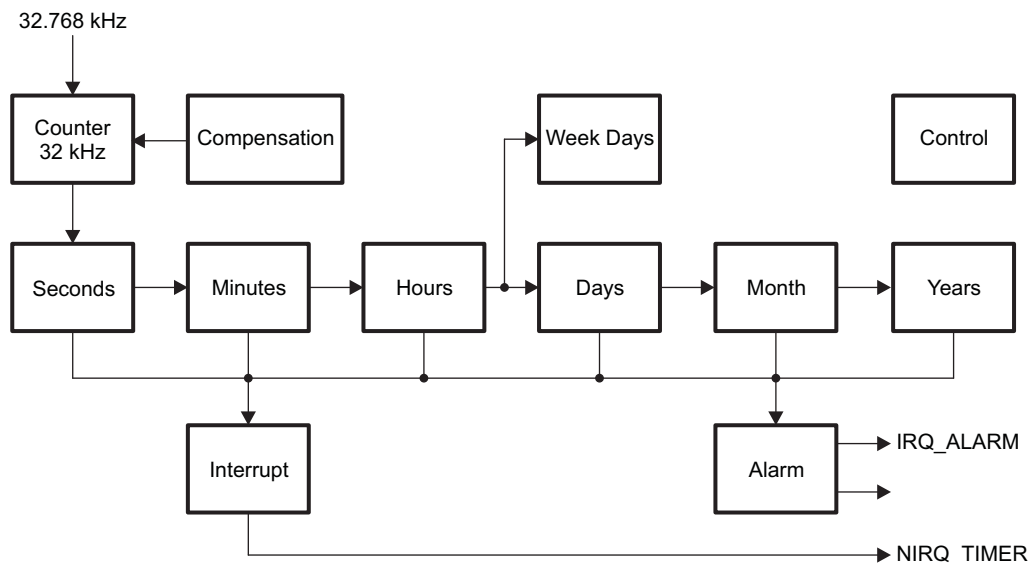 32.768 kHz
Counter
32 kHz
Compensation
Week Days
Control
Seconds
Minutes
Hours
Days
Month
Years
Interrupt
Alarm
IRQ_ALARM
NIRQ_TIMER